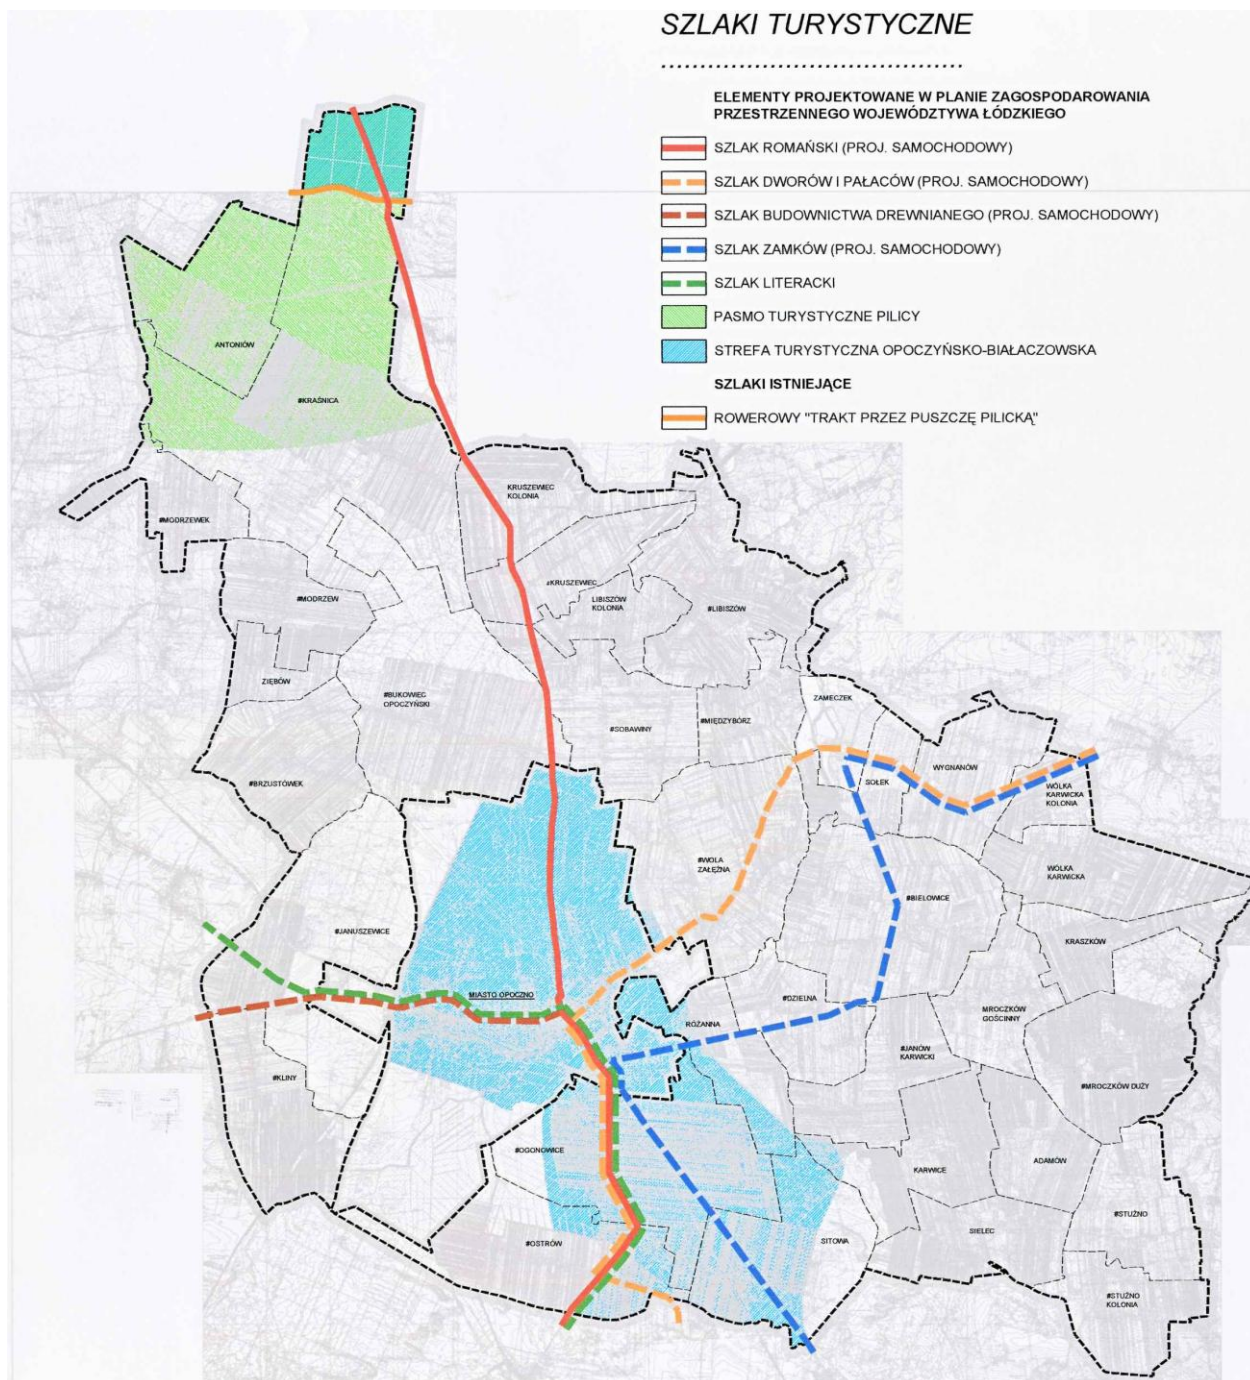 SZLAKI TURYSTYCZNE
ELEMENTY PROJEKTOWANE W PLANIE ZAGOSPODAROWANIA
PRZESTRZENNEGO WOJEWÓDZTYWA ŁÓDZKIEGO
SZLAK ROMAŃSKI (PROJ. SAMOCHODOWY)
SZLAK DWORÓW I PAŁACÓW (PROJ. SAMOCHODOWY)
SZLAK BUDOWNICTWA DREWNIANEGO (PROJ. SAMOCHODOWY)
SZLAK ZAMKÓW (PROJ. SAMOCHODOWY)
SZLAK LITERACKI
PASMO TURYSTYCZNE PILICY
STREFA TURYSTYCZNA OPOCZYŃSKO-BIAŁACZOWSKA
SZLAKI ISTNIEJĄCE
ROWEROWY "TRAKT PRZEZ PUSZCZĘ PILICKĄ"
ANTONIÓW
#KRAŚNICA
KRUSZEWIEC
KOLONIA
#MODRZEWEK
#KRUSZEWIEC
LIBISZÓW
KOLONIA
#LIBISZÓW
#MODRZEW
ZIĘBÓW
#BUKOWIEC
OPOCZYŃSKI
ZAMECZEK
#MIĘDZYBÓRZ
#SOBAWINY
WYGNANÓW
SOŁEK
#BRZUSTÓWEK
WÓLKA
KARWICKA
KOLONIA
#WOLA
ZAŁĘŻNA
WÓLKA
KARWICKA
#BIELOWICE
#JANUSZEWICE
KRASZKÓW
MIASTO OPOCZNO
#DZIELNA
MROCZKÓW
GOŚCINNY
RÓŻANNA
#JANÓW
KARWICKI
#KLINY
#MROCZKÓW DUŻY
#OGONOWICE
ADAMÓW
KARWICE
#STUŹNO
SIELEC
SITOWA
#OSTRÓW
#STUŹNO
KOLONIA